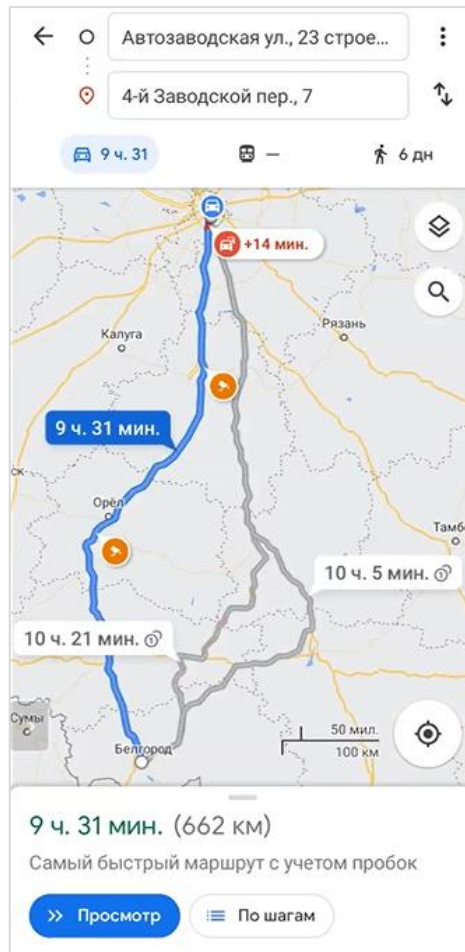 Автозаводская ул., 23 строе...
4-й Заводской пер., 7
9 ч. 31
—
6 дн
+14 мин.
Калуга
Рязань
9 ч. 31 мин.
ск
Орёл
Тамб
10 ч. 5 мин.
10 ч. 21 мин.
Сумы
50 мил.
100 км
Белгород
9 ч. 31 мин. (662 км)
Самый быстрый маршрут с учетом пробок
Просмотр
По шагам